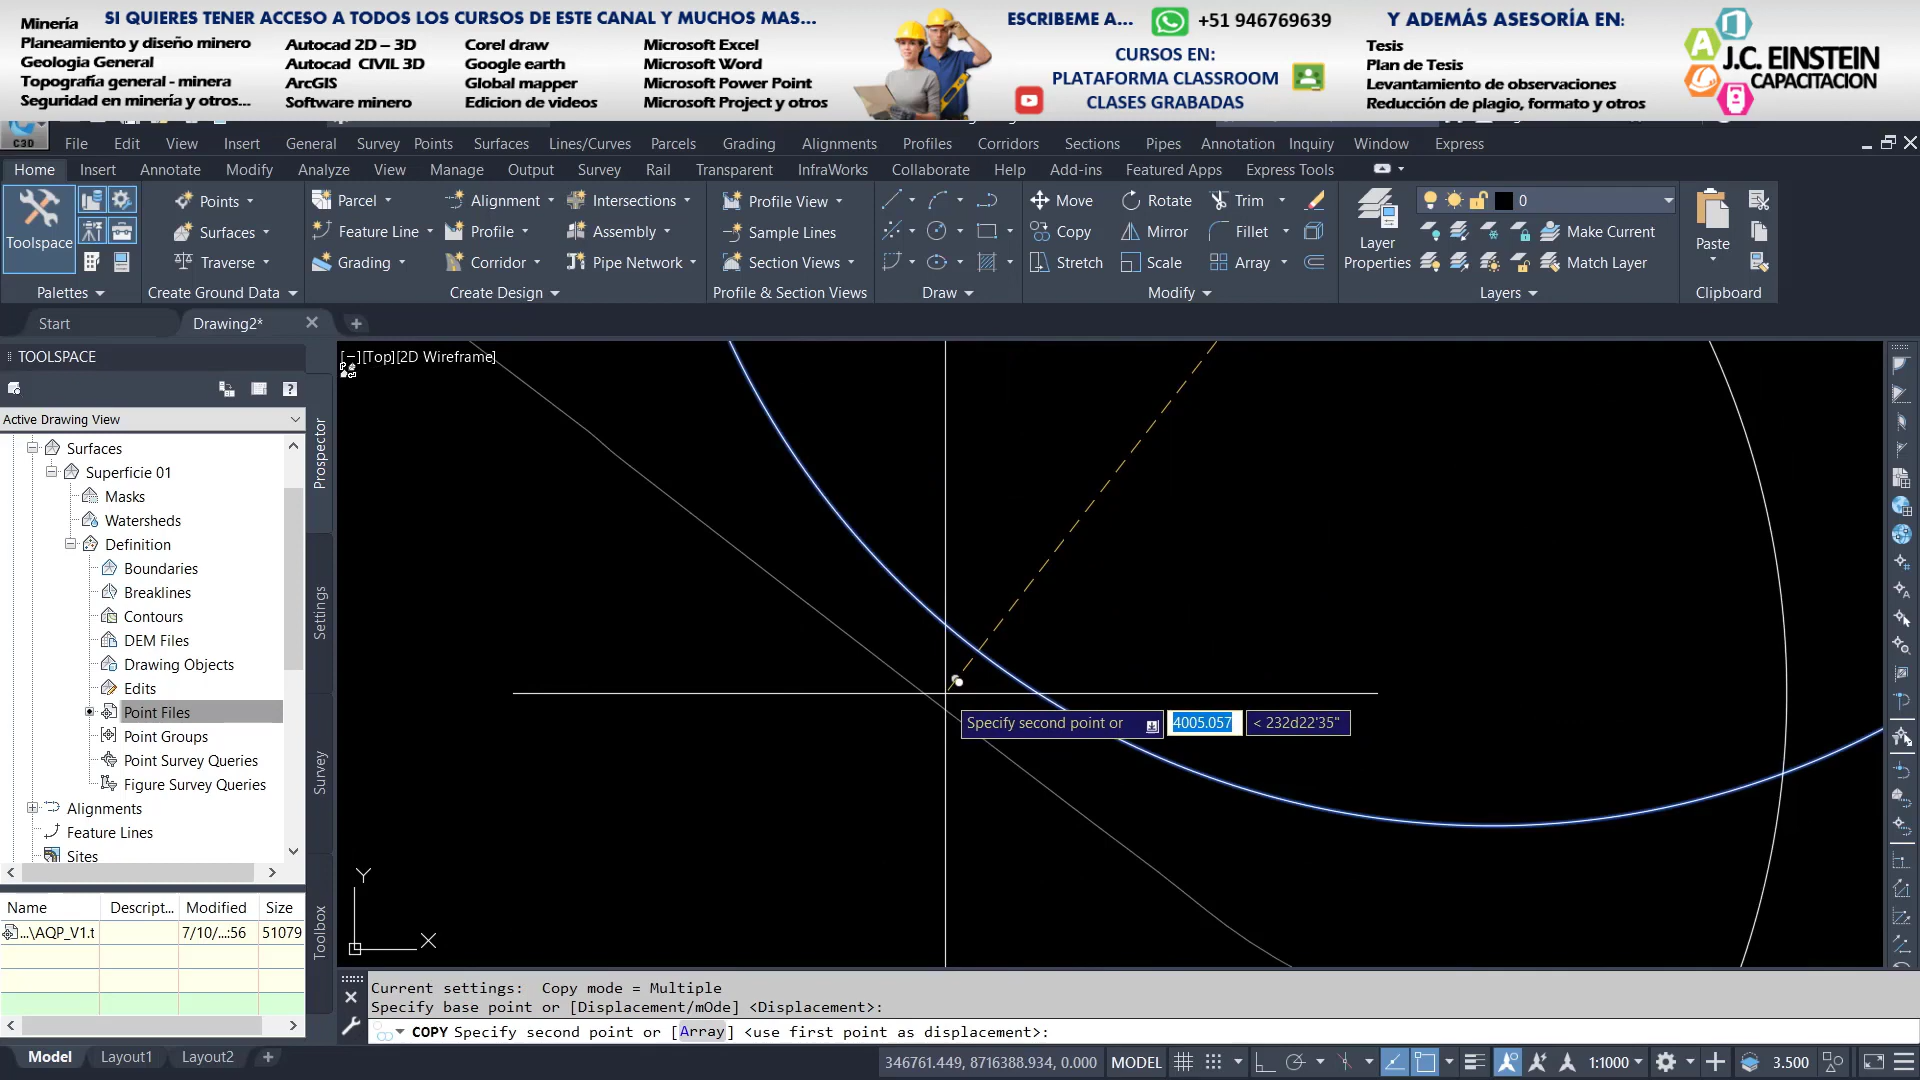 SI QUIERES TENER ACCESO A TODOS LOS CURSOS DE ESTE CANAL Y MUCHOS MAS...
Minería
Planeamiento y diseño minero
Geologia General
Topografía general - minera
Seguridad en minería y otros...
Autocad 2D – 3D
Autocad CIVIL 3D
ArcGIS
Software minero
Corel draw
Google earth
Global mapper
Edicion de videos
Microsoft Excel
Microsoft Word
Microsoft Power Point
Microsoft Project y otros
ESCRIBEME A... +51 946769639
CURSOS EN:
PLATAFORMA CLASSROOM
CLASES GRABADAS
Y ADEMÁS ASESORÍA EN:
Tesis
Plan de Tesis
Levantamiento de observaciones
Reducción de plagio, formato y otros
J.C. EINSTEIN
CAPACITACION
C3D
File Edit View Insert General Survey Points Surfaces Lines/Curves Parcels Grading Alignments Profiles Corridors Sections Pipes Annotation Inquiry Window Express
Home Insert Annotate Modify Analyze View Manage Output Survey Rail Transparent InfraWorks Collaborate Help Add-ins Featured Apps Express Tools
Toolspace
Palettes
Points
Surfaces
Traverse
Create Ground Data
Parcel Alignment Intersections
Feature Line Profile Assembly
Grading Corridor Pipe Network
Create Design
Profile View
Sample Lines
Section Views
Profile & Section Views
Draw
Move Rotate Trim
Copy Mirror Fillet
Stretch Scale Array
Modify
Layer
Properties
0
Make Current
Match Layer
Layers
Paste
Clipboard
Start Drawing2*
TOOLSPACE
Active Drawing View
Surfaces
Superficie 01
Masks
Watersheds
Definition
Boundaries
Breaklines
Contours
DEM Files
Drawing Objects
Edits
Point Files
Point Groups
Point Survey Queries
Figure Survey Queries
Alignments
Feature Lines
Sites
Prospector
Settings
Survey
Toolbox
Name Descript... Modified Size
...\AQP_V1.t 7/10/...:56 51079
[−][Top][2D Wireframe]
Specify second point or 4005.057 < 232d22'35"
Y
X
Current settings: Copy mode = Multiple
Specify base point or [Displacement/mOde] <Displacement>:
COPY Specify second point or [Array] <use first point as displacement>:
Model Layout1 Layout2
346761.449, 8716388.934, 0.000 MODEL 1:1000 3.500